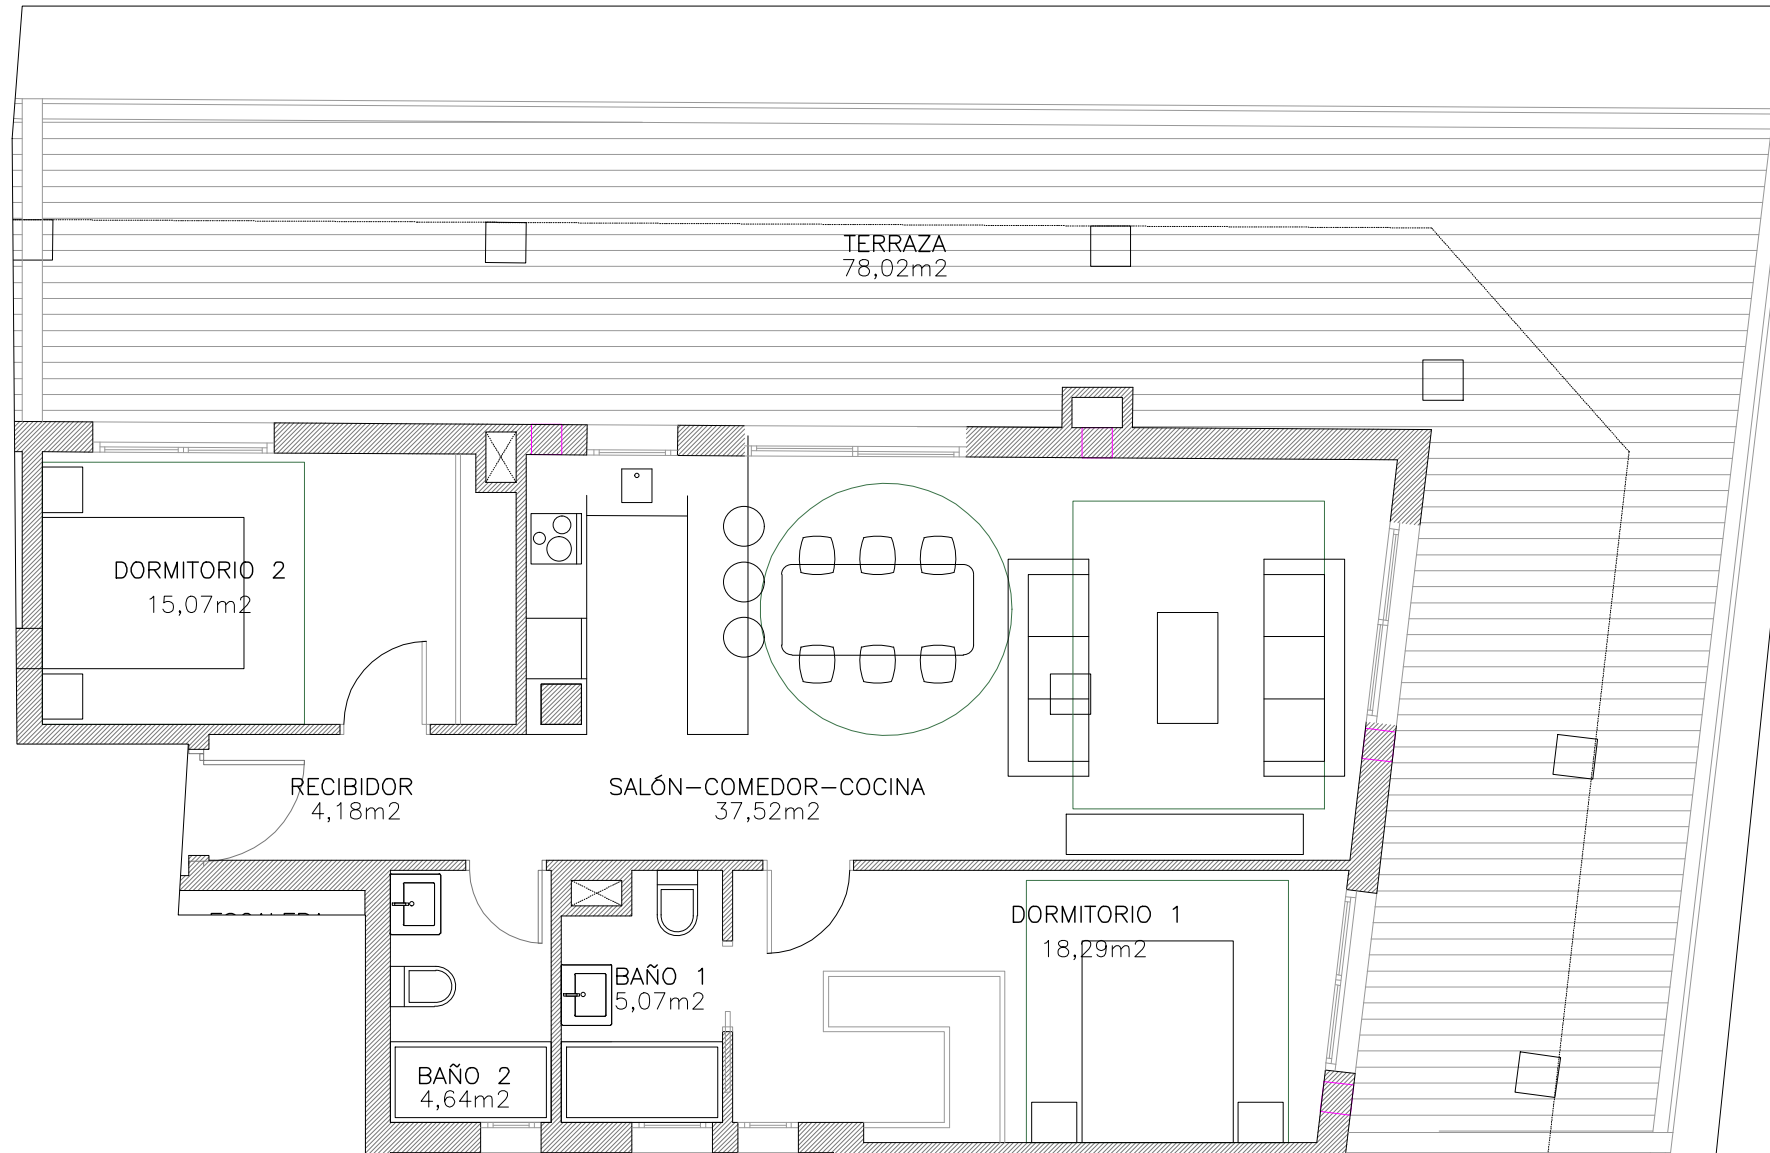 TERRAZA
78,02m2
DORMITORIO 2
15,07m2
RECIBIDOR
4,18m2
SALÓN-COMEDOR-COCINA
37,52m2
DORMITORIO 1
18,29m2
BAÑO 1
5,07m2
BAÑO 2
4,64m2